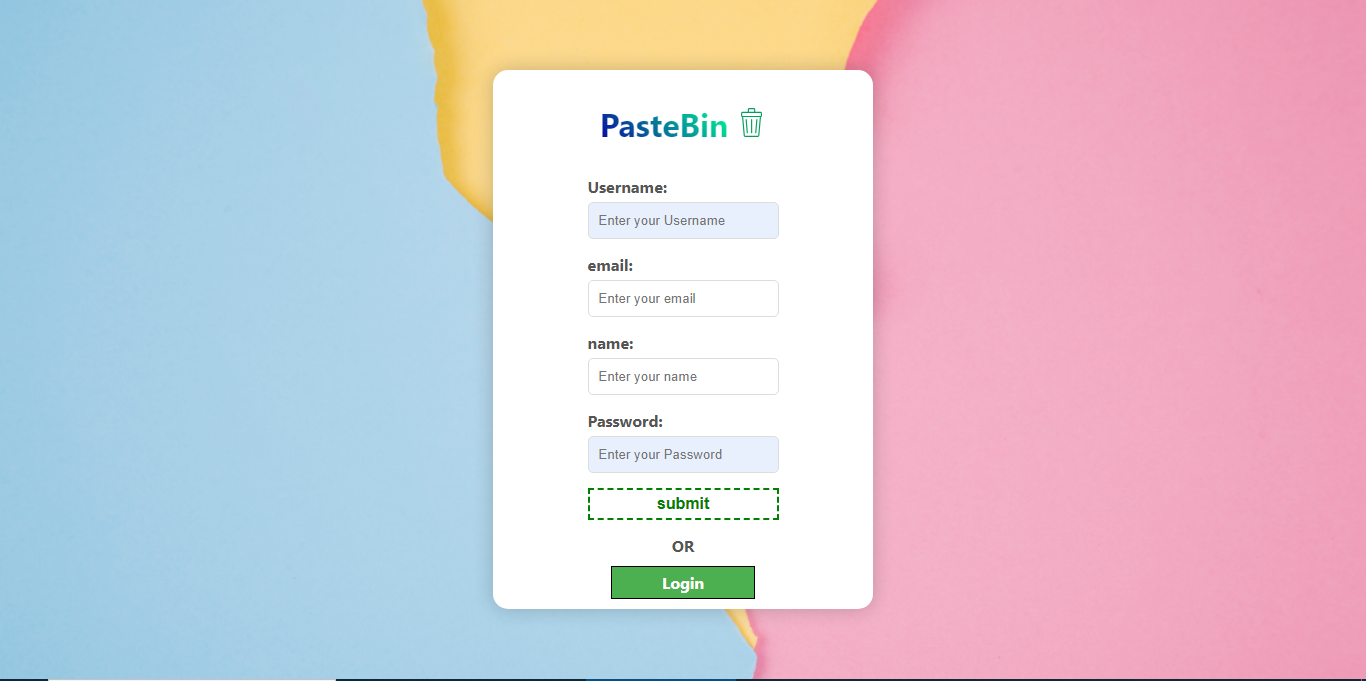 PasteBin
Username:
Enter your Username
email:
Enter your email
name:
Enter your name
Password:
Enter your Password
submit
OR
Login